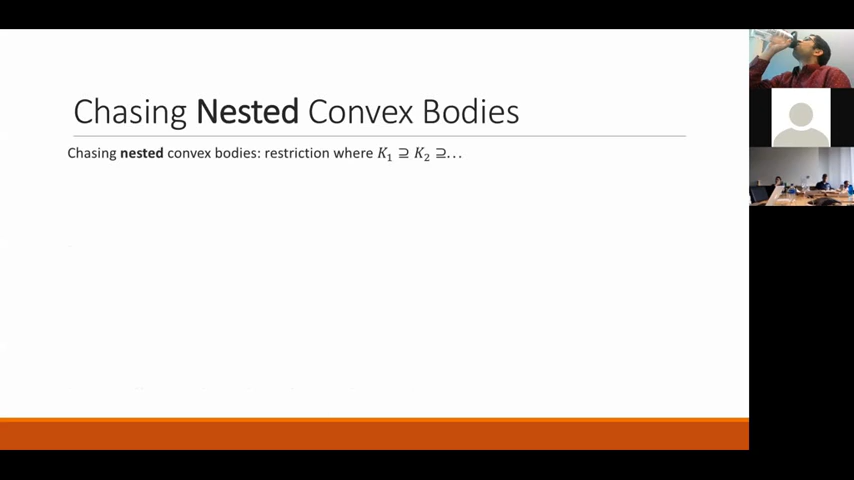 Chasing Nested Convex Bodies
Chasing nested convex bodies: restriction where K₁ ⊇ K₂ ⊇…